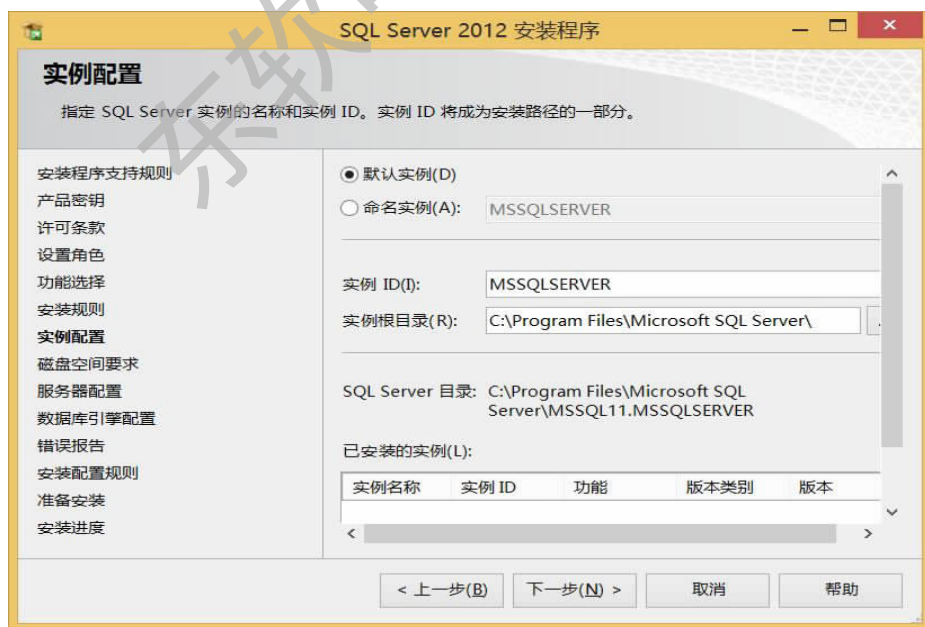 东软
SQL Server 2012 安装程序
实例配置
指定 SQL Server 实例的名称和实例 ID。实例 ID 将成为安装路径的一部分。
安装程序支持规则
产品密钥
许可条款
设置角色
功能选择
安装规则
实例配置
磁盘空间要求
服务器配置
数据库引擎配置
错误报告
安装配置规则
准备安装
安装进度
默认实例(D)
命名实例(A): MSSQLSERVER
实例 ID(I): MSSQLSERVER
实例根目录(R): C:\Program Files\Microsoft SQL Server\
SQL Server 目录: C:\Program Files\Microsoft SQL
Server\MSSQL11.MSSQLSERVER
已安装的实例(L):
实例名称 实例 ID 功能 版本类别 版本
< 上一步(B) 下一步(N) > 取消 帮助